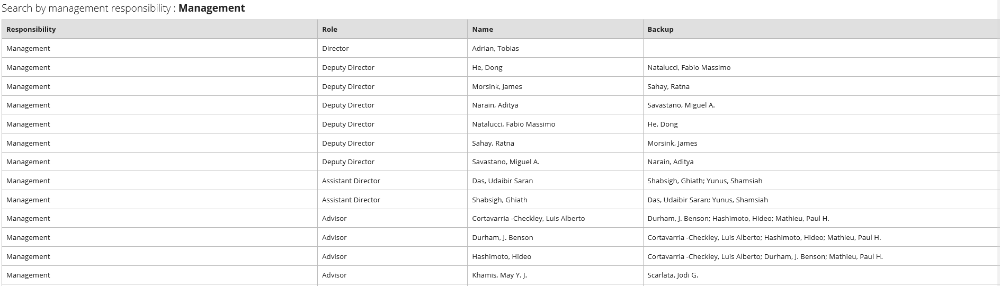 Search by management responsibility : Management
Responsibility Role Name Backup
Management Director Adrian, Tobias
Management Deputy Director He, Dong Natalucci, Fabio Massimo
Management Deputy Director Morsink, James Sahay, Ratna
Management Deputy Director Narain, Aditya Savastano, Miguel A.
Management Deputy Director Natalucci, Fabio Massimo He, Dong
Management Deputy Director Sahay, Ratna Morsink, James
Management Deputy Director Savastano, Miguel A. Narain, Aditya
Management Assistant Director Das, Udaibir Saran Shabsigh, Ghiath; Yunus, Shamsiah
Management Assistant Director Shabsigh, Ghiath Das, Udaibir Saran; Yunus, Shamsiah
Management Advisor Cortavarria -Checkley, Luis Alberto Durham, J. Benson; Hashimoto, Hideo; Mathieu, Paul H.
Management Advisor Durham, J. Benson Cortavarria -Checkley, Luis Alberto; Hashimoto, Hideo; Mathieu, Paul H.
Management Advisor Hashimoto, Hideo Cortavarria -Checkley, Luis Alberto; Durham, J. Benson; Mathieu, Paul H.
Management Advisor Khamis, May Y. J. Scarlata, Jodi G.